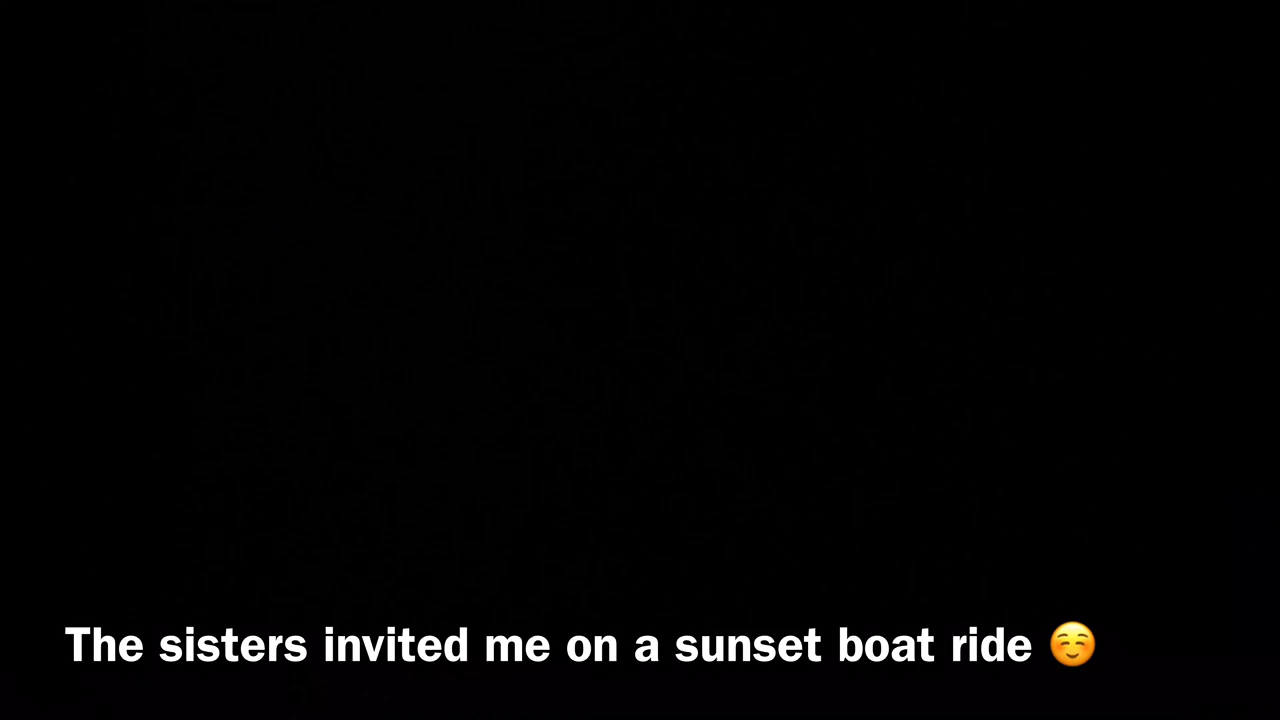 The sisters invited me on a sunset boat ride ☺️